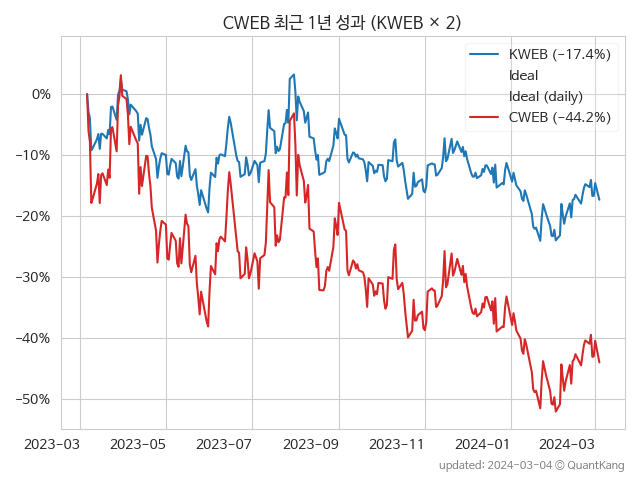 CWEB 최근 1년 성과 (KWEB × 2)
KWEB (−17.4%)
Ideal
Ideal (daily)
CWEB (−44.2%)
0%
−10%
−20%
−30%
−40%
−50%
2023−03
2023−05
2023−07
2023−09
2023−11
2024−01
2024−03
updated: 2024−03−04 © QuantKang